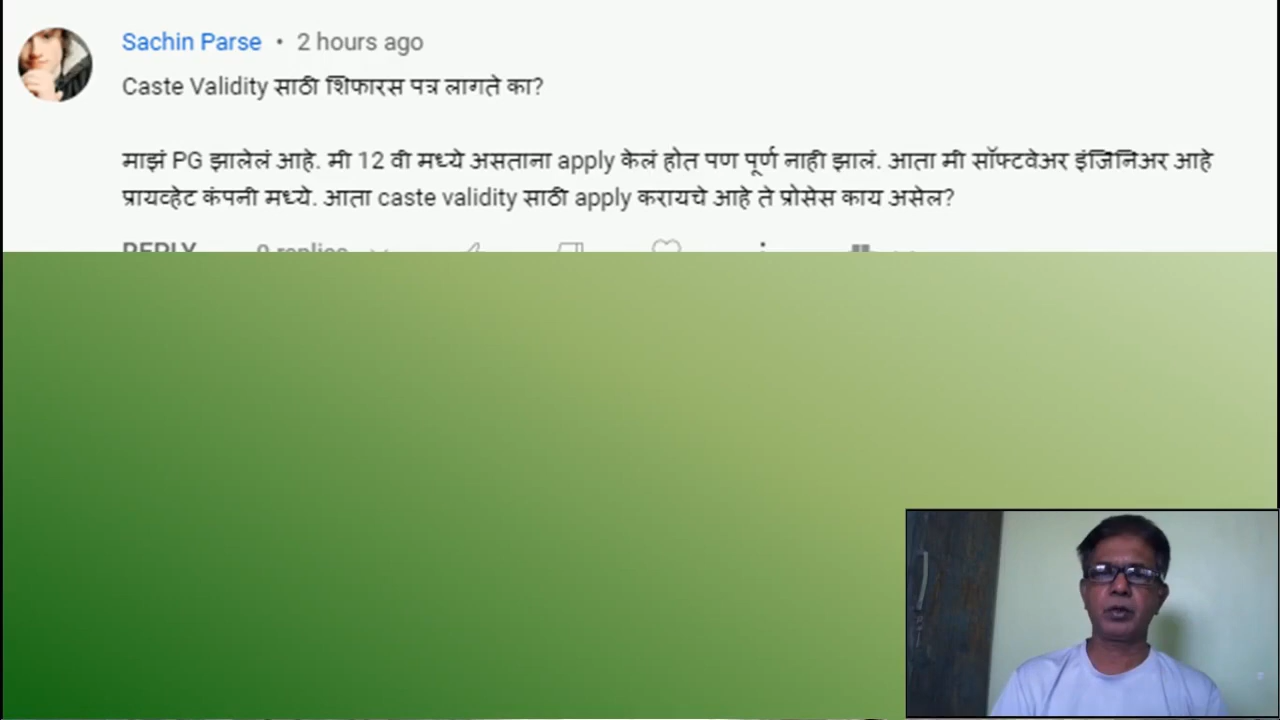 Sachin Parse • 2 hours ago
Caste Validity साठी शिफारस पत्र लागते का?
माझं PG झालेलं आहे. मी 12 वी मध्ये असताना apply केलं होत पण पूर्ण नाही झालं. आता मी सॉफ्टवेअर इंजिनिअर आहे
प्रायव्हेट कंपनी मध्ये. आता caste validity साठी apply करायचे आहे ते प्रोसेस काय असेल?
REPLY